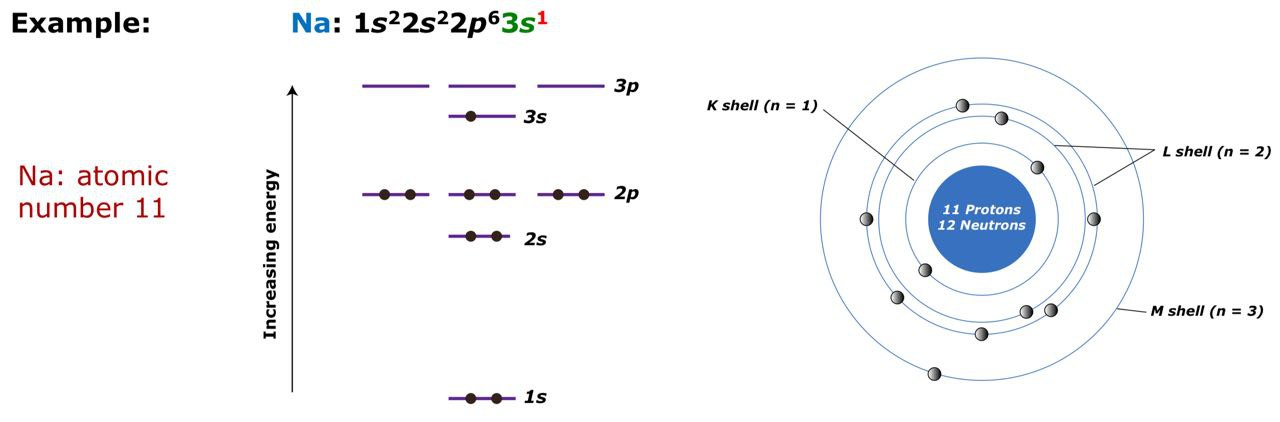 Example:
Na: 1s²2s²2p⁶3s¹
Na: atomic
number 11
Increasing energy
3p
3s
2p
2s
1s
K shell (n = 1)
L shell (n = 2)
11 Protons
12 Neutrons
M shell (n = 3)